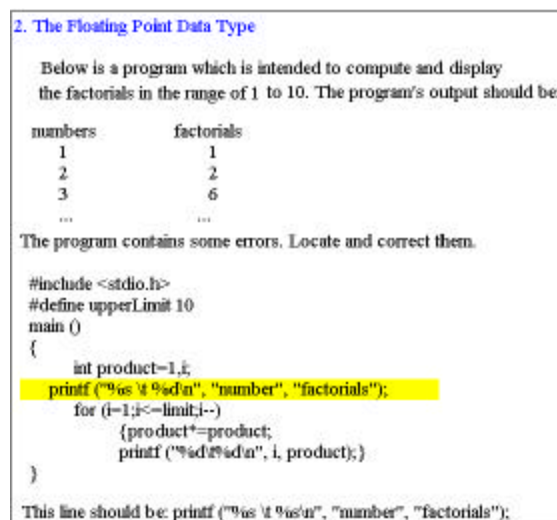 2. The Floating Point Data Type
Below is a program which is intended to compute and display
the factorials in the range of 1 to 10. The program's output should be
numbers factorials
1 1
2 2
3 6
... ...
The program contains some errors. Locate and correct them.
#include <stdio.h>
#define upperLimit 10
main ()
{
int product=1,i;
printf ("%s \t %d\n", "number", "factorials");
for (i=1;i<=limit;i--)
{product*=product;
printf ("%d\t%d\n", i, product);}
}
This line should be: printf ("%s \t %s\n", "number", "factorials");